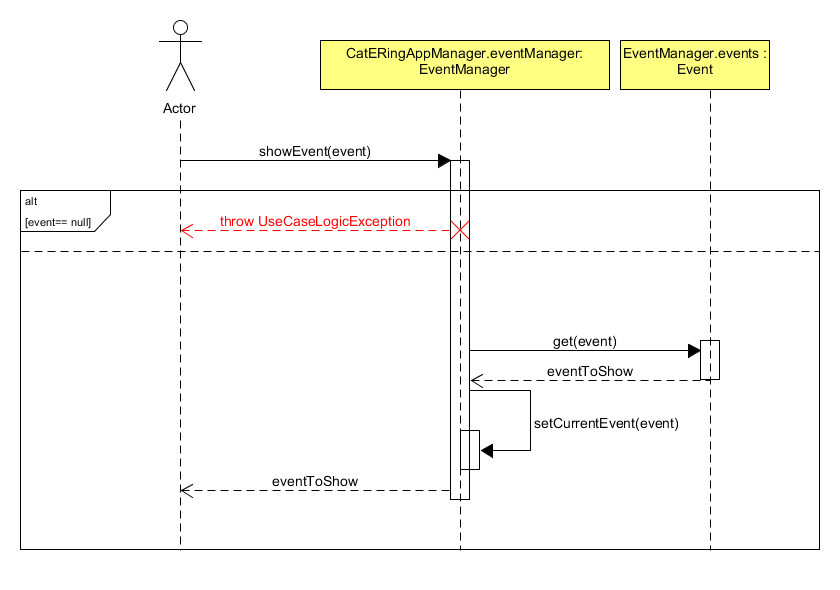 CatERingAppManager.eventManager:
EventManager
EventManager.events :
Event
Actor
showEvent(event)
alt
[event== null]
throw UseCaseLogicException
get(event)
eventToShow
setCurrentEvent(event)
eventToShow